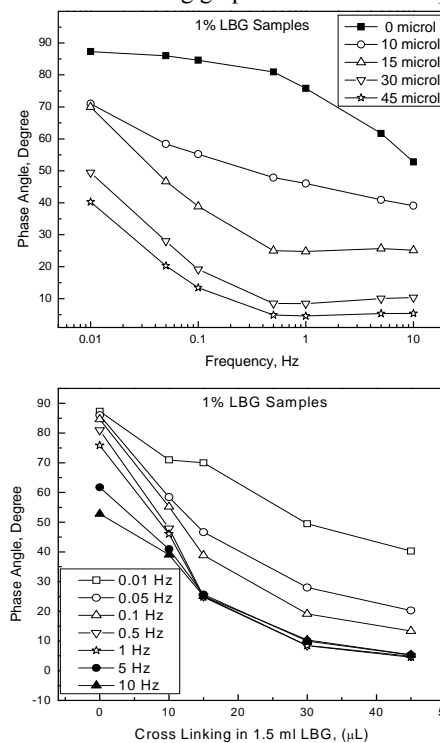 1% LBG Samples
0 microl
10 microl
15 microl
30 microl
45 microl
90
80
70
60
50
40
30
20
10
Phase Angle, Degree
0.01
0.1
1
10
Frequency, Hz
1% LBG Samples
90
80
70
60
50
40
30
20
10
0
-10
Phase Angle, Degree
0.01 Hz
0.05 Hz
0.1 Hz
0.5 Hz
1 Hz
5 Hz
10 Hz
0
10
20
30
40
Cross Linking in 1.5 ml LBG, (μL)